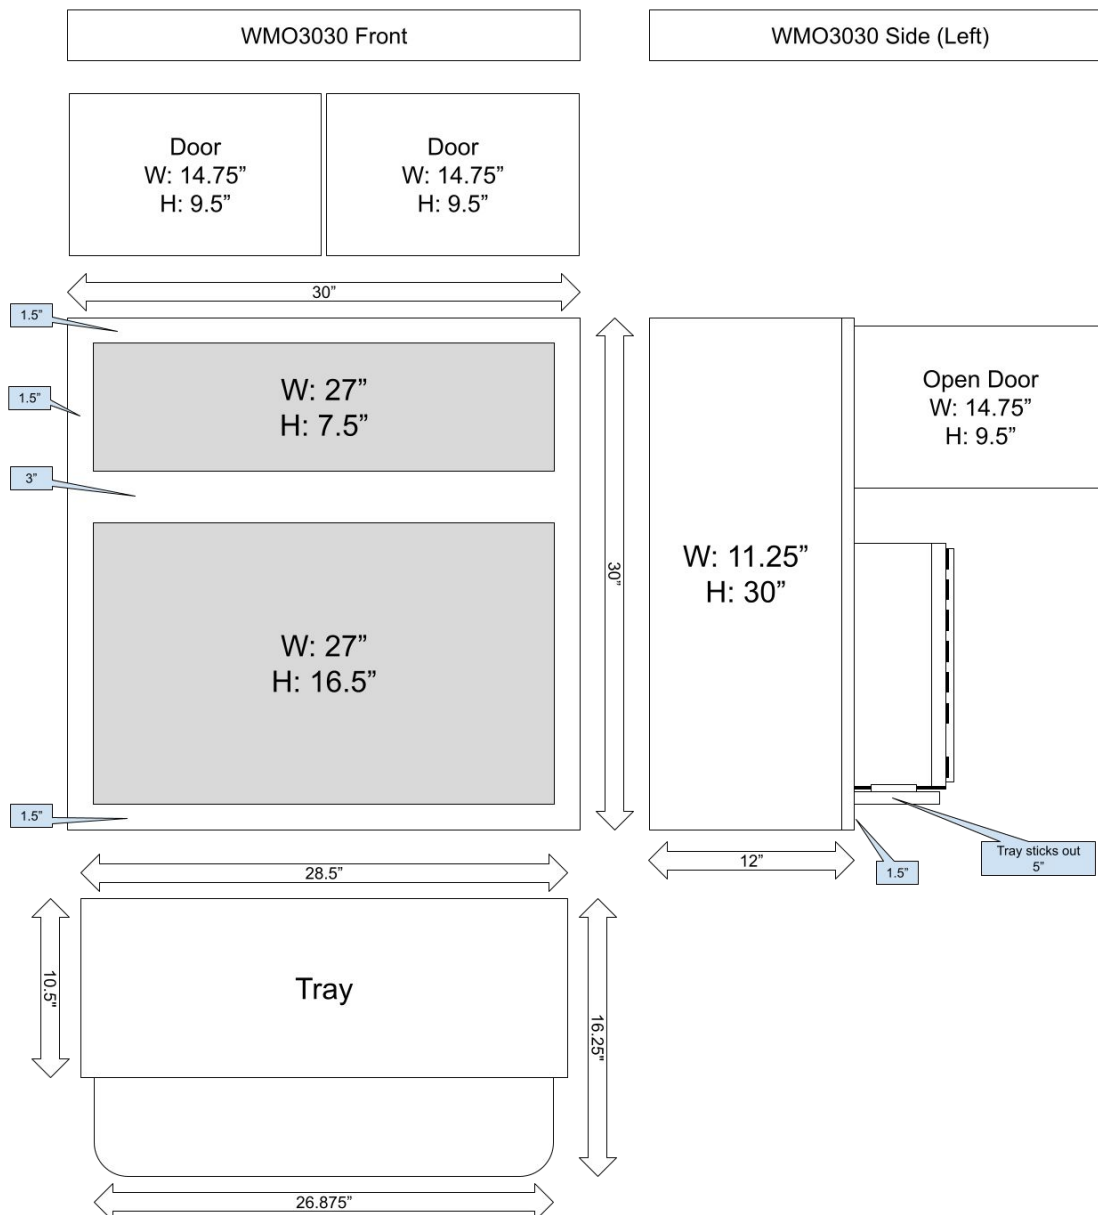 WMO3030 Front
WMO3030 Side (Left)
Door
W: 14.75”
H: 9.5”
Door
W: 14.75”
H: 9.5”
30”
1.5”
1.5”
3”
W: 27”
H: 7.5”
W: 27”
H: 16.5”
1.5”
30”
Open Door
W: 14.75”
H: 9.5”
W: 11.25”
H: 30”
12”
1.5”
Tray sticks out
5”
28.5”
10.5"
Tray
16.25"
26.875”